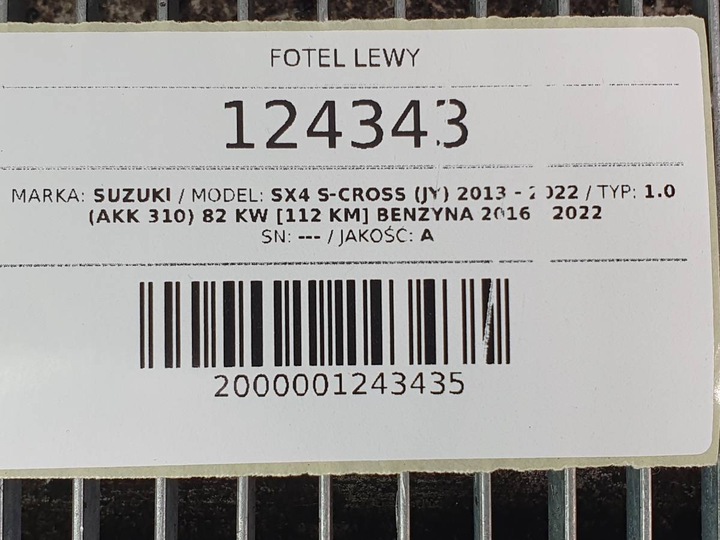 FOTEL LEWY
124343
MARKA: SUZUKI / MODEL: SX4 S-CROSS (JY) 2013 - 2022 / TYP: 1.0
(AKK 310) 82 KW [112 KM] BENZYNA 2016 2022
SN: --- / JAKOŚĆ: A
2000001243435